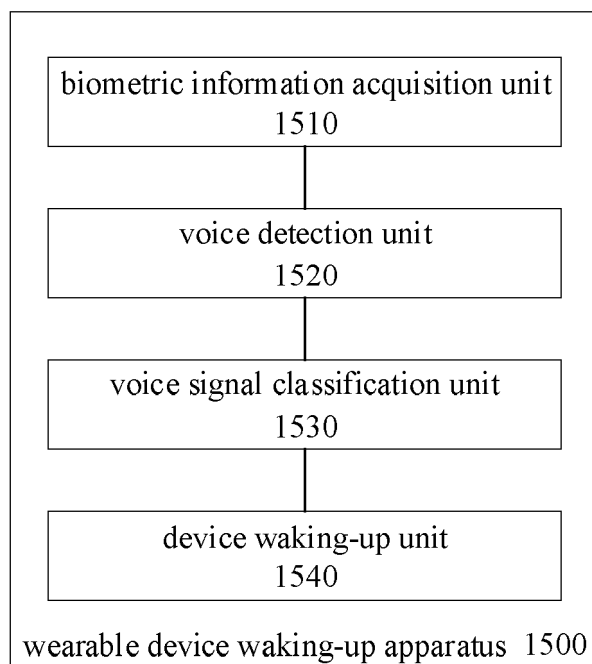 biometric information acquisition unit
1510
voice detection unit
1520
voice signal classification unit
1530
device waking-up unit
1540
wearable device waking-up apparatus 1500